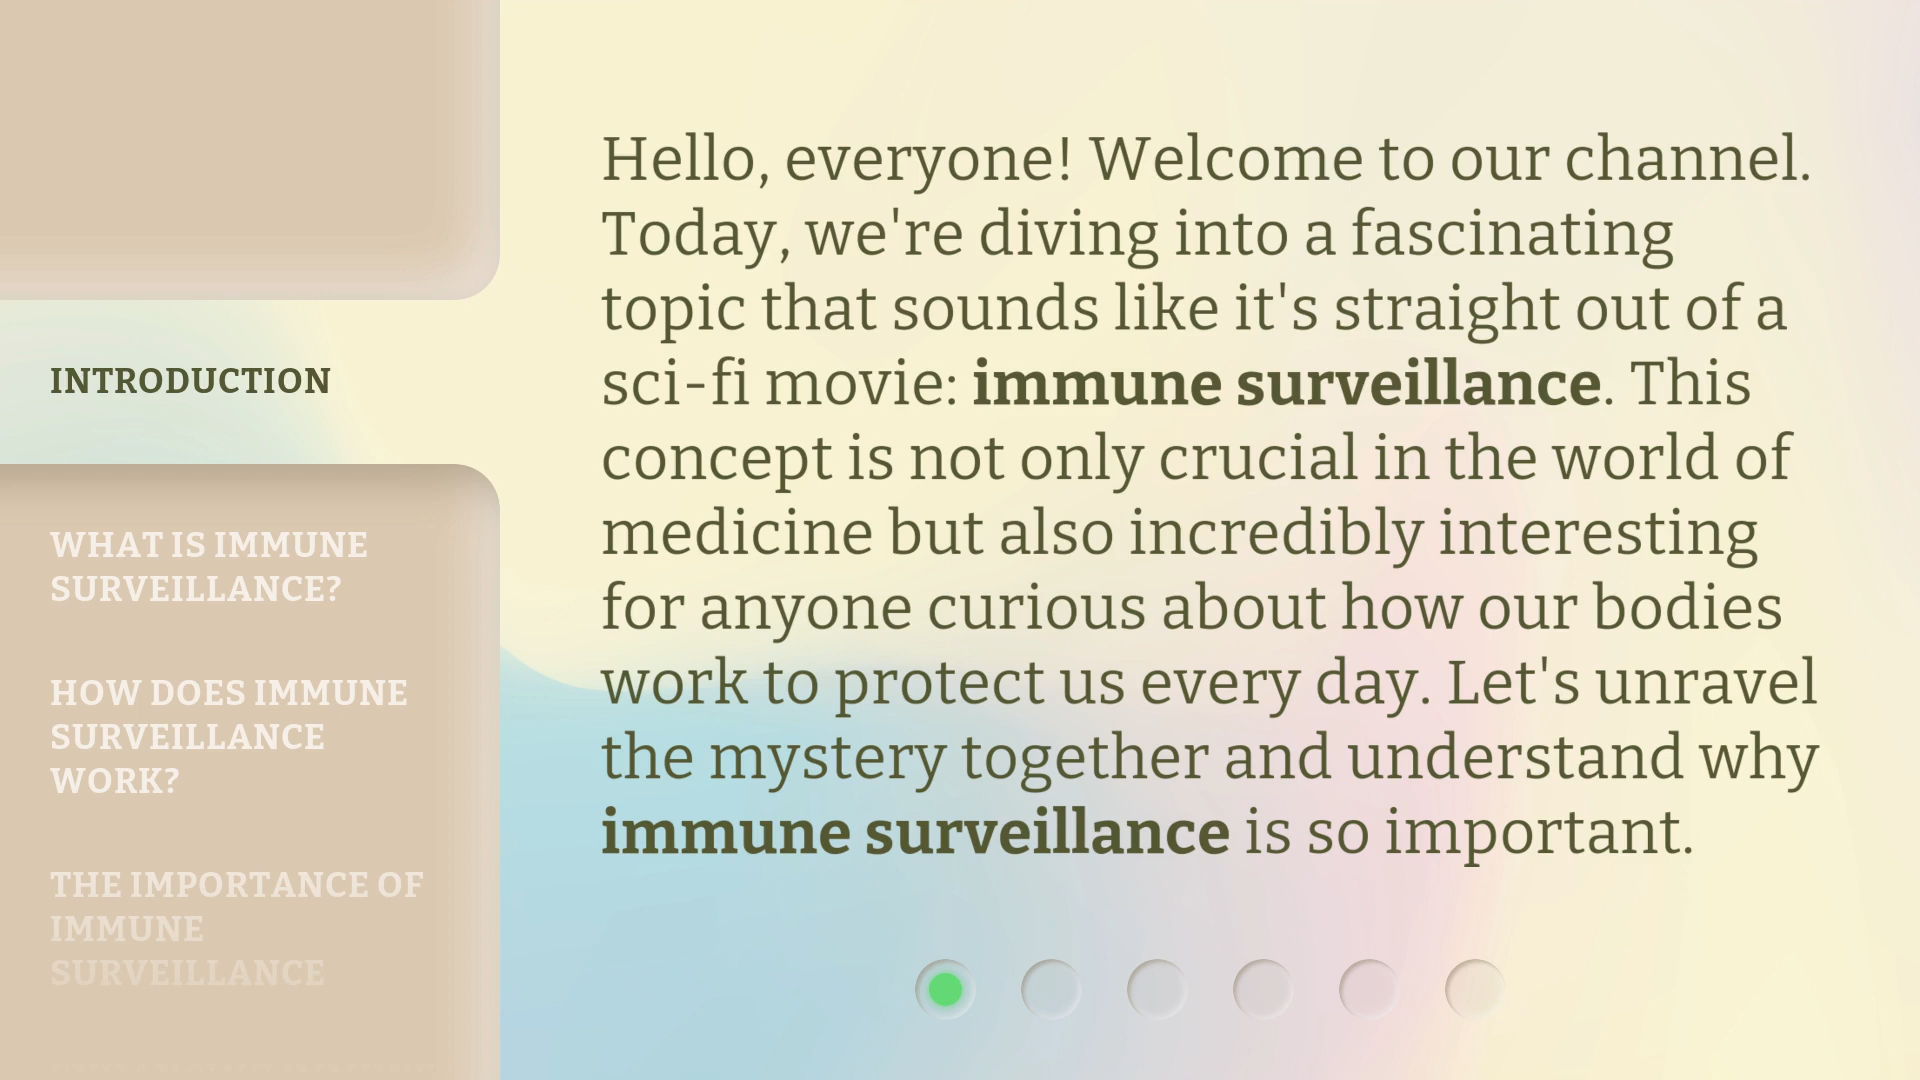 INTRODUCTION
WHAT IS IMMUNE
SURVEILLANCE?
HOW DOES IMMUNE
SURVEILLANCE
WORK?
THE IMPORTANCE OF
IMMUNE
SURVEILLANCE
Hello, everyone! Welcome to our channel.
Today, we're diving into a fascinating
topic that sounds like it's straight out of a
sci-fi movie: immune surveillance. This
concept is not only crucial in the world of
medicine but also incredibly interesting
for anyone curious about how our bodies
work to protect us every day. Let's unravel
the mystery together and understand why
immune surveillance is so important.